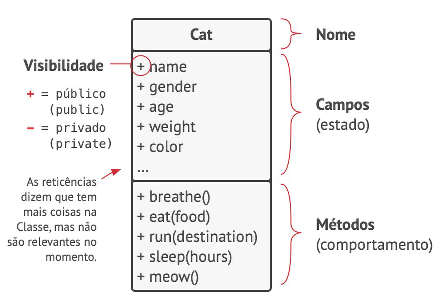 Cat
Nome
Visibilidade
+ = público
(public)
− = privado
(private)
As reticências
dizem que tem
mais coisas na
Classe, mas não
são relevantes no
momento.
+ name
+ gender
+ age
+ weight
+ color
...
Campos
(estado)
+ breathe()
+ eat(food)
+ run(destination)
+ sleep(hours)
+ meow()
Métodos
(comportamento)